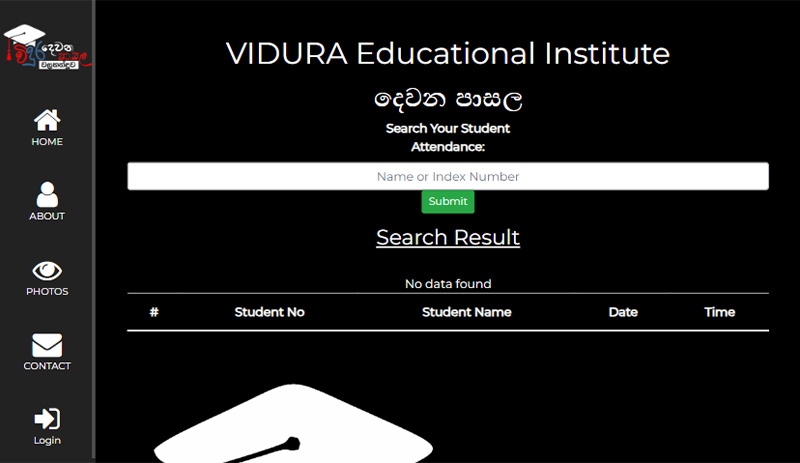 විදුර
දෙවන
පාසල
HOME
ABOUT
PHOTOS
CONTACT
Login
VIDURA Educational Institute
දෙවන පාසල
Search Your Student
Attendance:
Name or Index Number
Submit
Search Result
No data found
# Student No Student Name Date Time